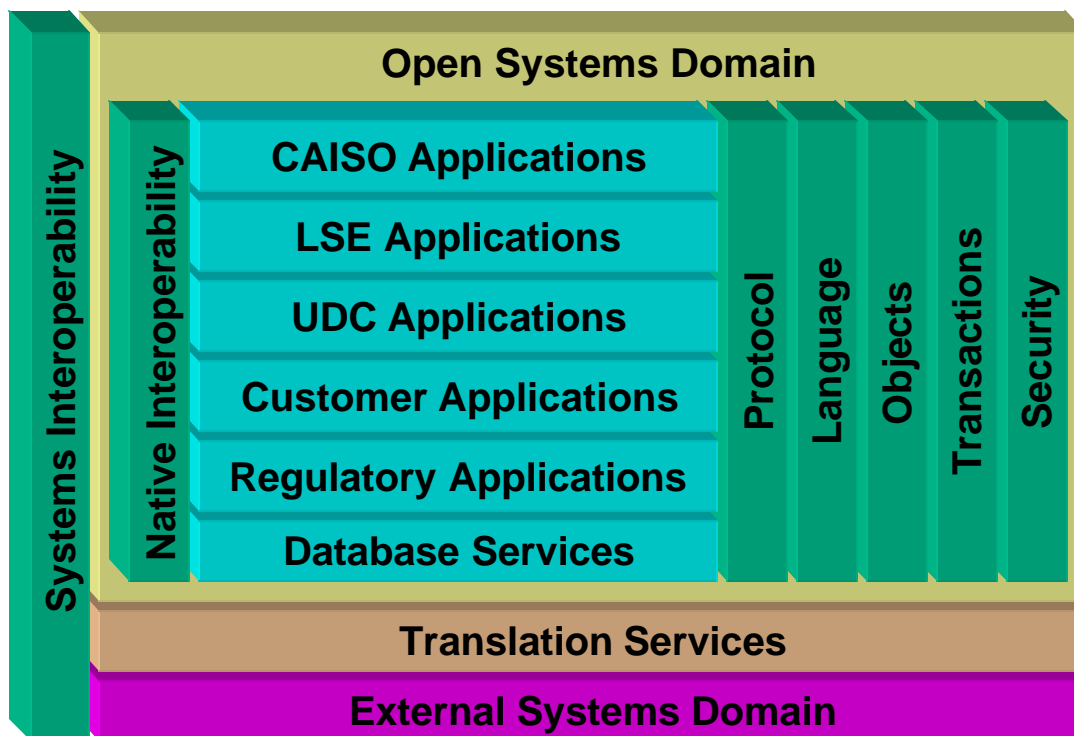 Systems Interoperability
Open Systems Domain
Native Interoperability
CAISO Applications
LSE Applications
UDC Applications
Customer Applications
Regulatory Applications
Database Services
Protocol
Language
Objects
Transactions
Security
Translation Services
External Systems Domain